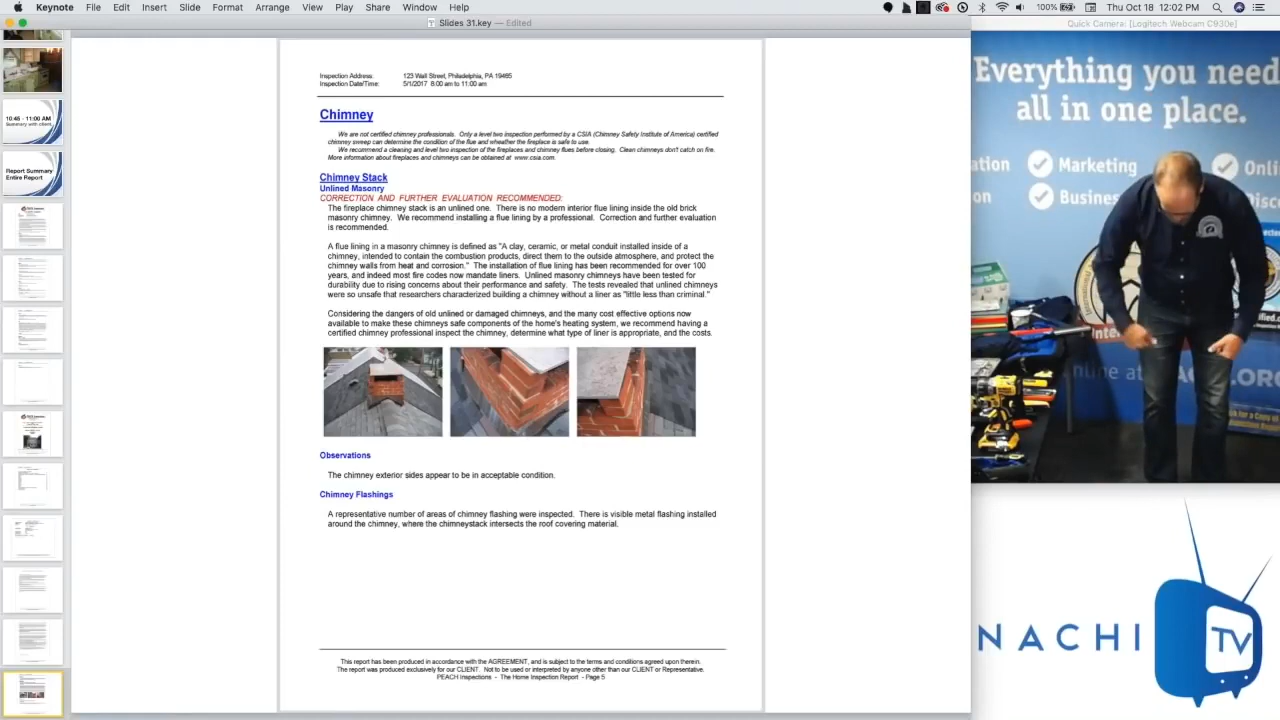 Keynote File Edit Insert Slide Format Arrange View Play Share Window Help
100% Thu Oct 18 12:02 PM
Slides 31.key — Edited
Quick Camera: [Logitech Webcam C930e]
10:45 - 11:00 AM
Summary with client
Report Summary
Entire Report
Inspection Address: 123 Wall Street, Philadelphia, PA 19465
Inspection Date/Time: 5/1/2017 8:00 am to 11:00 am
Chimney
We are not certified chimney professionals. Only a level two inspection performed by a CSIA (Chimney Safety Institute of America) certified
chimney sweep can determine the condition of the flue and wheather the fireplace is safe to use.
We recommend a cleaning and level two inspection of the fireplaces and chimney flues before closing. Clean chimneys don't catch on fire.
More information about fireplaces and chimneys can be obtained at www.csia.com.
Chimney Stack
Unlined Masonry
CORRECTION AND FURTHER EVALUATION RECOMMENDED:
The fireplace chimney stack is an unlined one. There is no modern interior flue lining inside the old brick
masonry chimney. We recommend installing a flue lining by a professional. Correction and further evaluation
is recommended.
A flue lining in a masonry chimney is defined as "A clay, ceramic, or metal conduit installed inside of a
chimney, intended to contain the combustion products, direct them to the outside atmosphere, and protect the
chimney walls from heat and corrosion." The installation of flue lining has been recommended for over 100
years, and indeed most fire codes now mandate liners. Unlined masonry chimneys have been tested for
durability due to rising concerns about their performance and safety. The tests revealed that unlined chimneys
were so unsafe that researchers characterized building a chimney without a liner as "little less than criminal."
Considering the dangers of old unlined or damaged chimneys, and the many cost effective options now
available to make these chimneys safe components of the home's heating system, we recommend having a
certified chimney professional inspect the chimney, determine what type of liner is appropriate, and the costs.
Observations
The chimney exterior sides appear to be in acceptable condition.
Chimney Flashings
A representative number of areas of chimney flashing were inspected. There is visible metal flashing installed
around the chimney, where the chimneystack intersects the roof covering material.
This report has been produced in accordance with the AGREEMENT, and is subject to the terms and conditions agreed upon therein.
The report was produced exclusively for our CLIENT. Not to be used or interpreted by anyone other than our CLIENT or Representative.
PEACH Inspections - The Home Inspection Report - Page 5
Everything you need
all in one place.
ation Marketing Online
Business
Inte
online at .ORG
NACHI TV